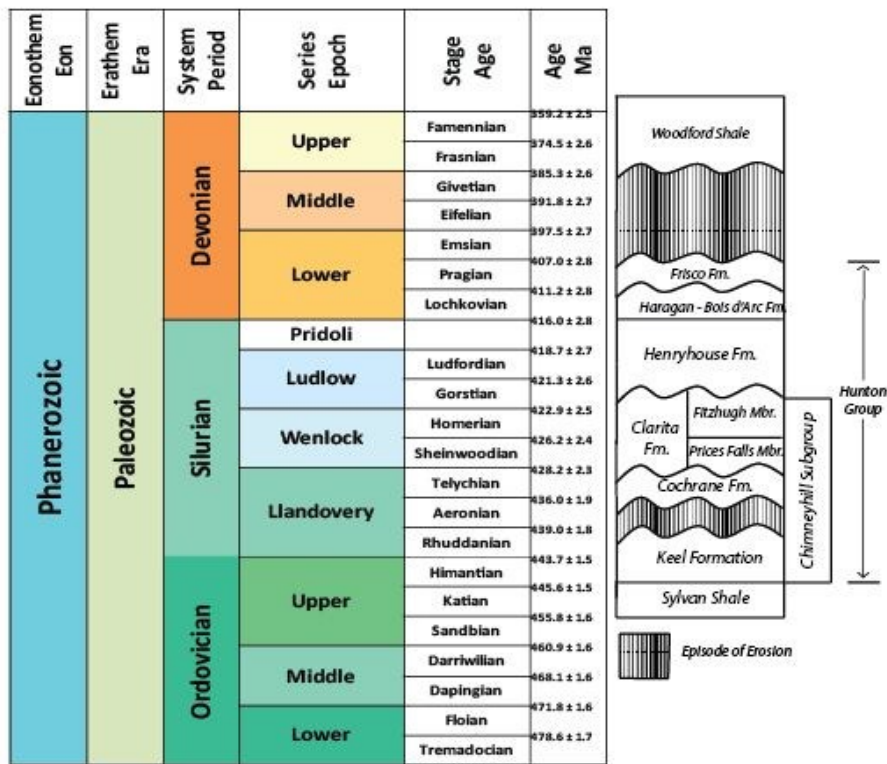 Eonothem
Eon
Erathem
Era
System
Period
Series
Epoch
Stage
Age
Age
Ma
Phanerozoic
Paleozoic
Devonian
Silurian
Ordovician
Upper
Middle
Lower
Pridoli
Ludlow
Wenlock
Llandovery
Upper
Middle
Lower
Famennian
Frasnian
Givetian
Eifelian
Emsian
Pragian
Lochkovian
Ludfordian
Gorstian
Homerian
Sheinwoodian
Telychian
Aeronian
Rhuddanian
Himantian
Katian
Sandbian
Darriwilian
Dapingian
Floian
Tremadocian
359.2 ± 2.5
374.5 ± 2.6
385.3 ± 2.6
391.8 ± 2.7
397.5 ± 2.7
407.0 ± 2.8
411.2 ± 2.8
416.0 ± 2.8
418.7 ± 2.7
421.3 ± 2.6
422.9 ± 2.5
426.2 ± 2.4
428.2 ± 2.3
436.0 ± 1.9
439.0 ± 1.8
443.7 ± 1.5
445.6 ± 1.5
455.8 ± 1.6
460.9 ± 1.6
468.1 ± 1.6
471.8 ± 1.6
478.6 ± 1.7
Woodford Shale
Frisco Fm.
Haragan - Bois d'Arc Fm.
Henryhouse Fm.
Clarita
Fm.
Fitzhugh Mbr.
Prices Falls Mbr.
Cochrane Fm.
Keel Formation
Sylvan Shale
Chimneyhill Subgroup
Hunton
Group
Episode of Erosion